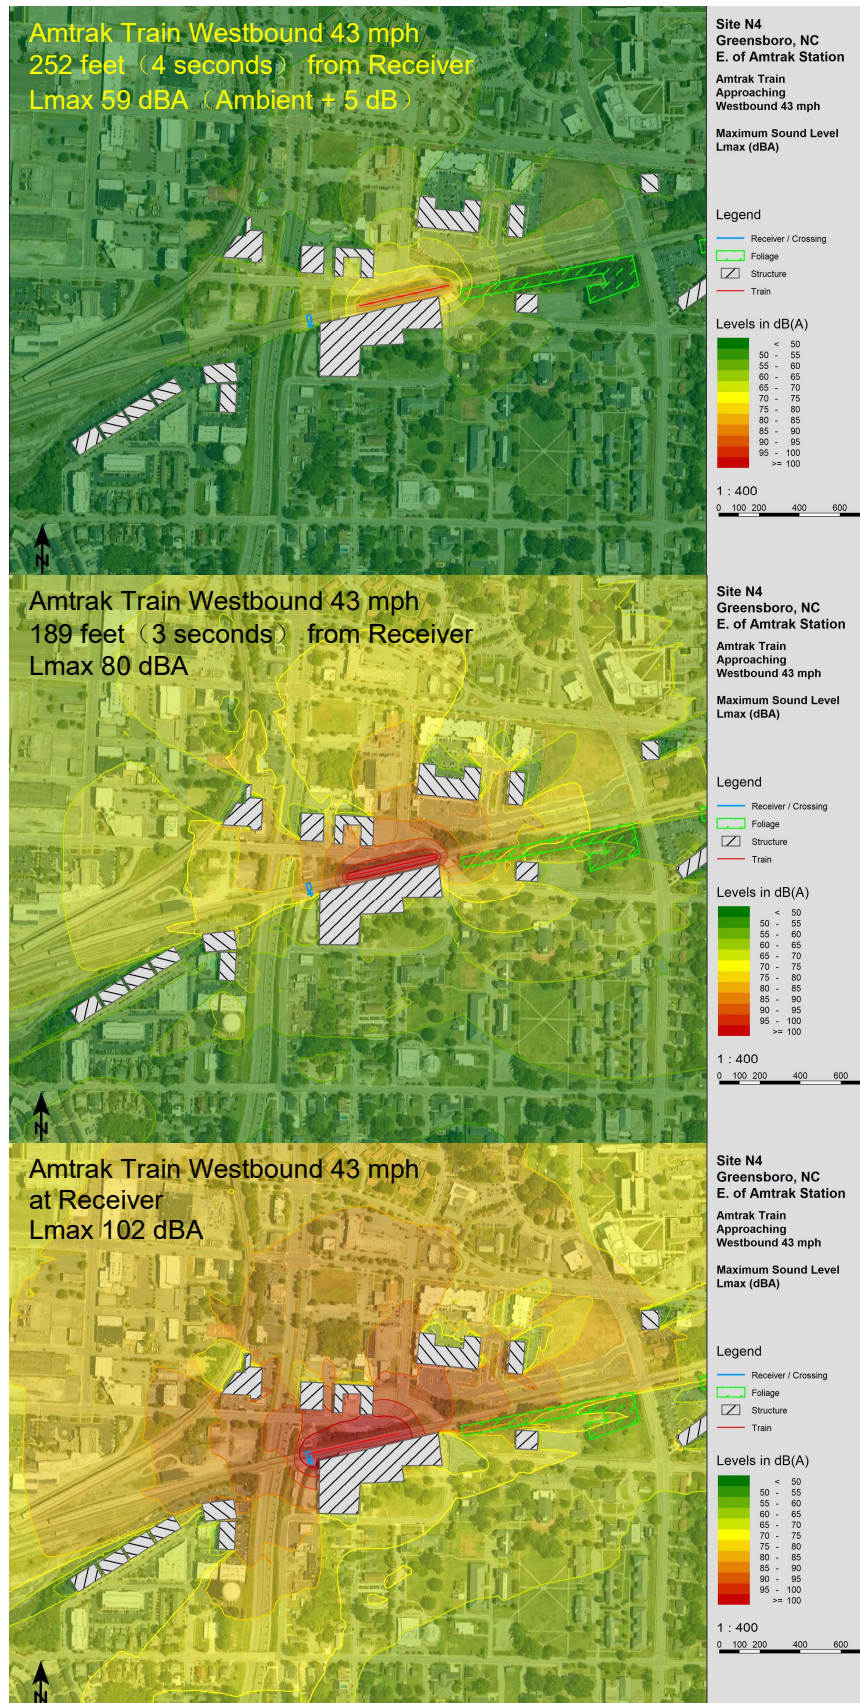 Amtrak Train Westbound 43 mph
252 feet (4 seconds) from Receiver
Lmax 59 dBA (Ambient + 5 dB)
Site N4
Greensboro, NC
E. of Amtrak Station
Amtrak Train
Approaching
Westbound 43 mph
Maximum Sound Level
Lmax (dBA)
Legend
Receiver / Crossing
Foliage
Structure
Train
Levels in dB(A)
< 50
50 - 55
55 - 60
60 - 65
65 - 70
70 - 75
75 - 80
80 - 85
85 - 90
90 - 95
95 - 100
>= 100
1 : 400
0 100 200 400 600
N
Amtrak Train Westbound 43 mph
189 feet (3 seconds) from Receiver
Lmax 80 dBA
Site N4
Greensboro, NC
E. of Amtrak Station
Amtrak Train
Approaching
Westbound 43 mph
Maximum Sound Level
Lmax (dBA)
Legend
Receiver / Crossing
Foliage
Structure
Train
Levels in dB(A)
< 50
50 - 55
55 - 60
60 - 65
65 - 70
70 - 75
75 - 80
80 - 85
85 - 90
90 - 95
95 - 100
>= 100
1 : 400
0 100 200 400 600
N
Amtrak Train Westbound 43 mph
at Receiver
Lmax 102 dBA
Site N4
Greensboro, NC
E. of Amtrak Station
Amtrak Train
Approaching
Westbound 43 mph
Maximum Sound Level
Lmax (dBA)
Legend
Receiver / Crossing
Foliage
Structure
Train
Levels in dB(A)
< 50
50 - 55
55 - 60
60 - 65
65 - 70
70 - 75
75 - 80
80 - 85
85 - 90
90 - 95
95 - 100
>= 100
1 : 400
0 100 200 400 600
N